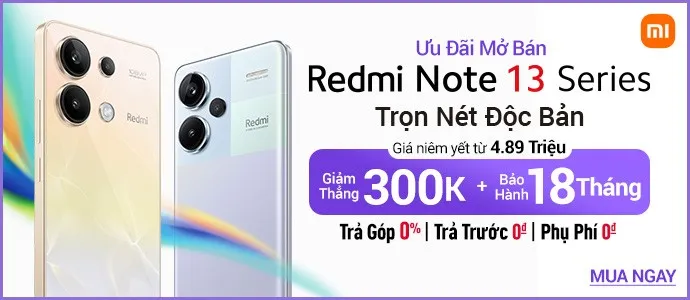 Ưu Đãi Mở Bán
mi
Redmi Note 13 Series
Trọn Nét Độc Bản
Giá niêm yết từ 4.89 Triệu
Giảm Thẳng 300K + Bảo Hành 18 Tháng
Trả Góp 0% | Trả Trước 0đ | Phụ Phí 0đ
MUA NGAY
Redmi
Redmi